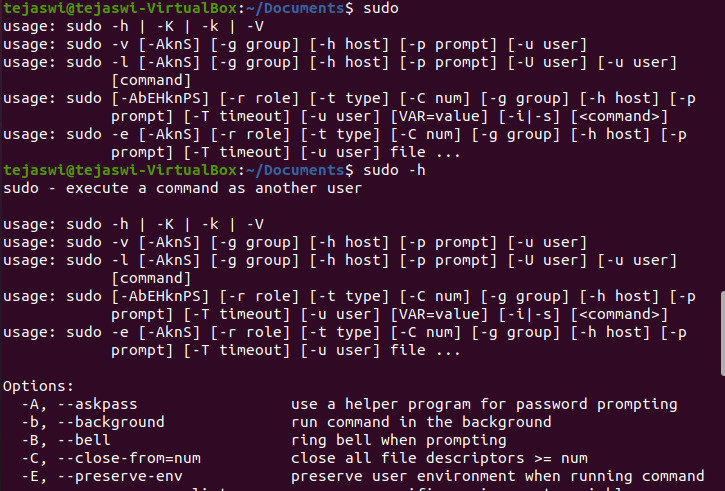 tejaswi@tejaswi-VirtualBox:~/Documents$ sudo
usage: sudo -h | -K | -k | -V
usage: sudo -v [-AknS] [-g group] [-h host] [-p prompt] [-u user]
usage: sudo -l [-AknS] [-g group] [-h host] [-p prompt] [-U user] [-u user]
            [command]
usage: sudo [-AbEHknPS] [-r role] [-t type] [-C num] [-g group] [-h host] [-p
            prompt] [-T timeout] [-u user] [VAR=value] [-i|-s] [<command>]
usage: sudo -e [-AknS] [-r role] [-t type] [-C num] [-g group] [-h host] [-p
            prompt] [-T timeout] [-u user] file ...
tejaswi@tejaswi-VirtualBox:~/Documents$ sudo -h
sudo - execute a command as another user

usage: sudo -h | -K | -k | -V
usage: sudo -v [-AknS] [-g group] [-h host] [-p prompt] [-u user]
usage: sudo -l [-AknS] [-g group] [-h host] [-p prompt] [-U user] [-u user]
            [command]
usage: sudo [-AbEHknPS] [-r role] [-t type] [-C num] [-g group] [-h host] [-p
            prompt] [-T timeout] [-u user] [VAR=value] [-i|-s] [<command>]
usage: sudo -e [-AknS] [-r role] [-t type] [-C num] [-g group] [-h host] [-p
            prompt] [-T timeout] [-u user] file ...

Options:
  -A, --askpass                 use a helper program for password prompting
  -b, --background              run command in the background
  -B, --bell                    ring bell when prompting
  -C, --close-from=num          close all file descriptors >= num
  -E, --preserve-env            preserve user environment when running command